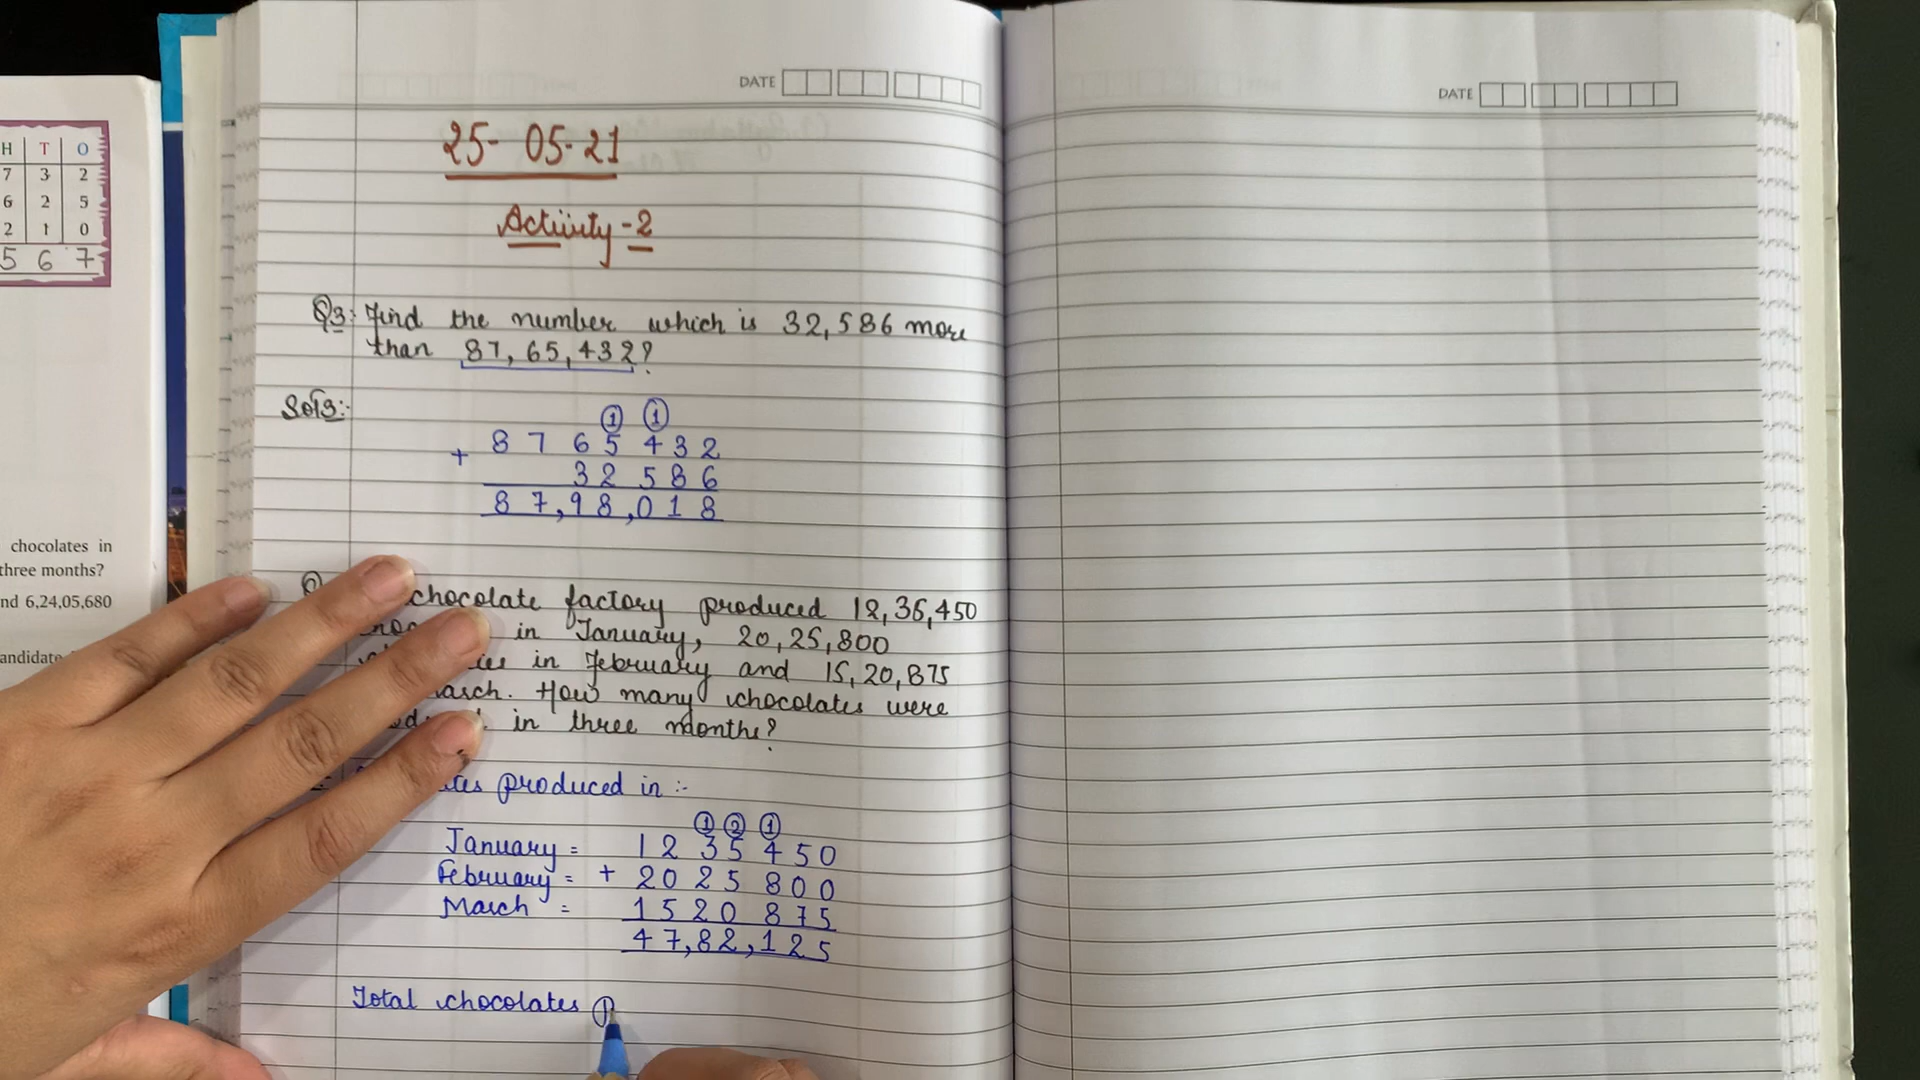 DATE
DATE
25-05-21
Activity-2
H T O
7 3 2
6 2 5
2 1 0
5 6 7
Q3: Find the number which is 32,586 more
than 87,65,432?
Sol3:-
1 1
8 7 6 5 4 3 2
+ 3 2 5 8 6
8 7,9 8,0 1 8
chocolates in
three months?
nd 6,24,05,680
andidate
chocolate factory produced 12,35,450
in January, 20,25,800
in February and 15,20,875
March. How many chocolates were
in three months?
produced in :-
1 2 1
January = 1 2 3 5 4 5 0
February = + 2 0 2 5 8 0 0
March = 1 5 2 0 8 7 5
4 7,8 2,1 2 5
Total chocolates p